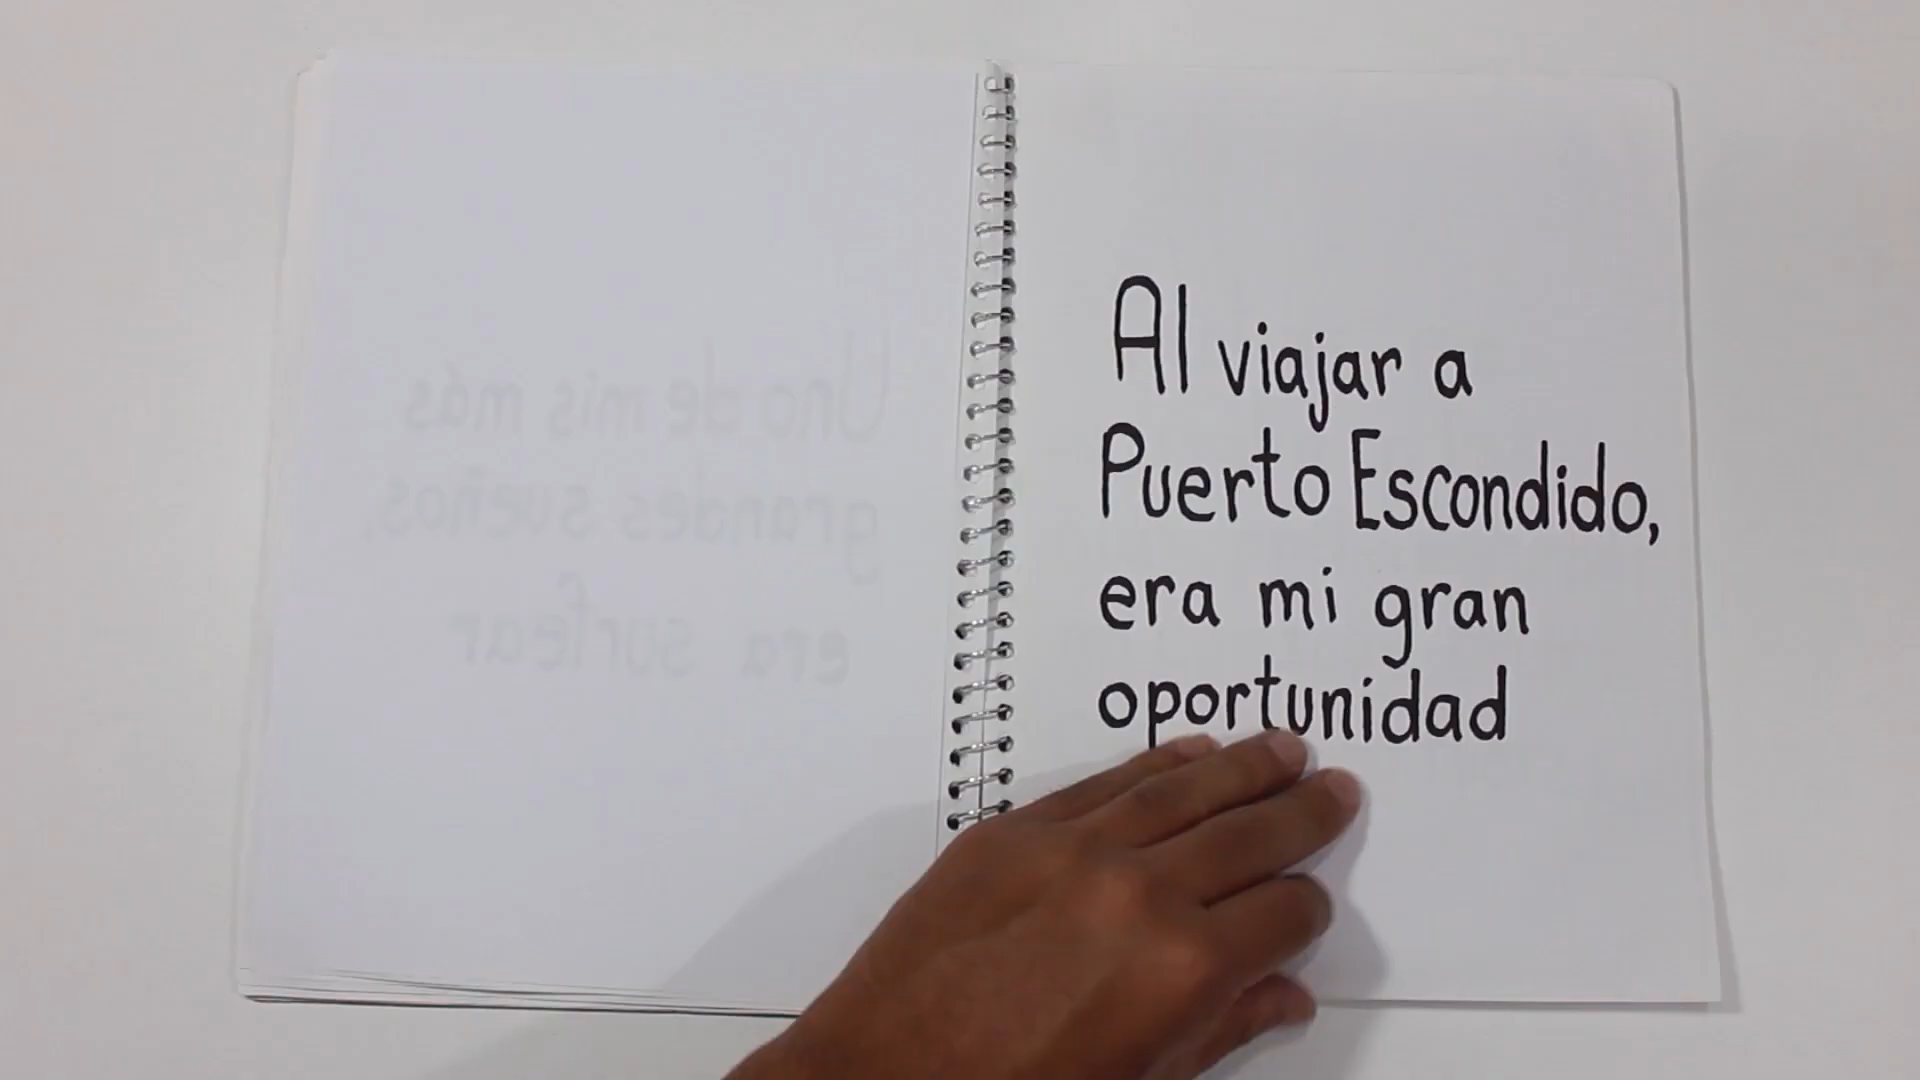 Uno de mis más
grandes sueños,
era surfear
Al viajar a
Puerto Escondido,
era mi gran
oportunidad